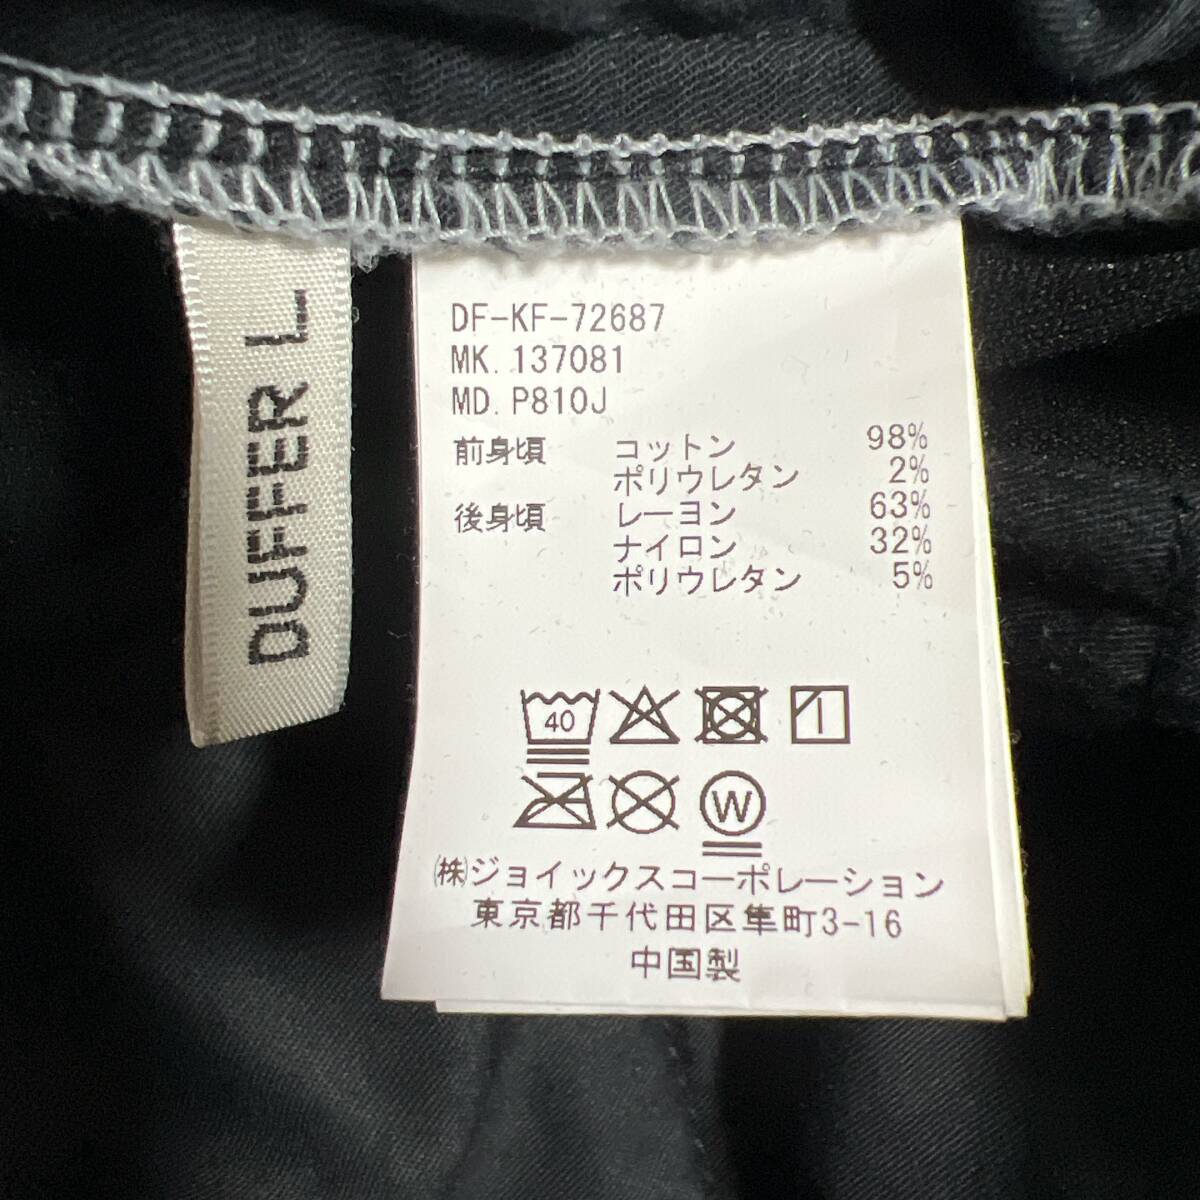 DUFFER L
DF-KF-72687
MK. 137081
MD. P810J
前身頃 コットン 98%
ポリウレタン 2%
後身頃 レーヨン 63%
ナイロン 32%
ポリウレタン 5%
40
W
㈱ジョイックスコーポレーション
東京都千代田区隼町3-16
中国製